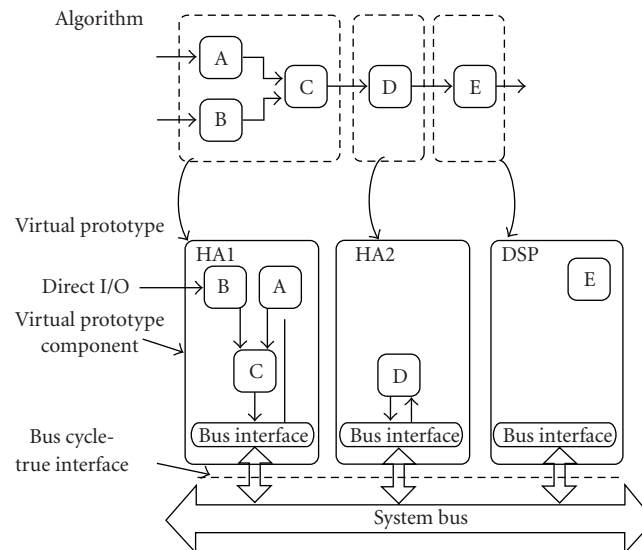 Algorithm
A
B
C
D
E
Virtual prototype
HA1
HA2
DSP
Direct I/O
B
A
E
Virtual prototype
component
C
D
Bus interface
Bus interface
Bus interface
Bus cycle-
true interface
System bus